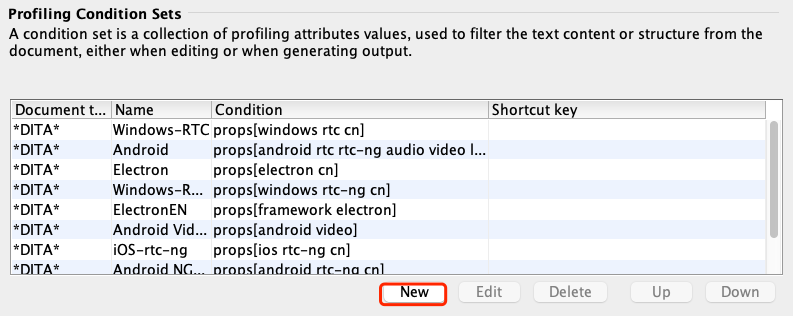 Profiling Condition Sets
A condition set is a collection of profiling attributes values, used to filter the text content or structure from the
document, either when editing or when generating output.
Document t... Name Condition Shortcut key
*DITA* Windows-RTC props[windows rtc cn]
*DITA* Android props[android rtc rtc-ng audio video l...
*DITA* Electron props[electron cn]
*DITA* Windows-R... props[windows rtc-ng cn]
*DITA* ElectronEN props[framework electron]
*DITA* Android Vid... props[android video]
*DITA* iOS-rtc-ng props[ios rtc-ng cn]
*DITA* Android NG... props[android rtc-ng cn]
New Edit Delete Up Down